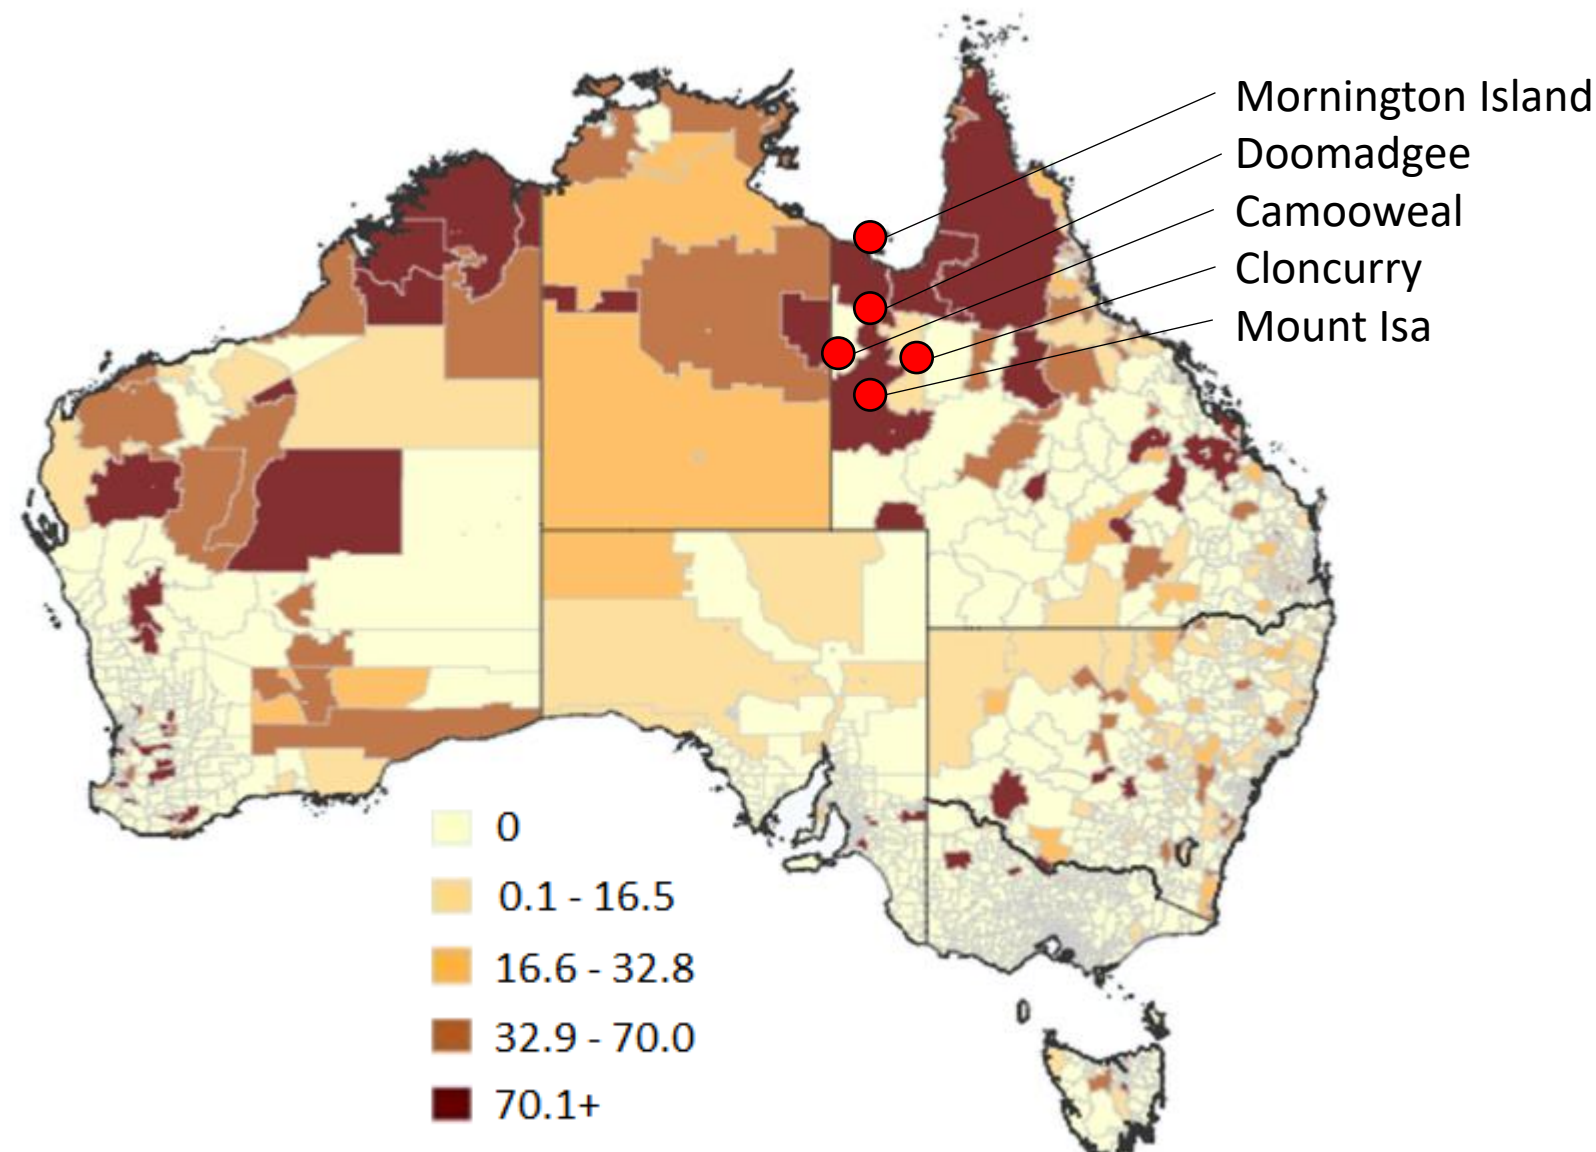 Mornington Island
Doomadgee
Camooweal
Cloncurry
Mount Isa
0
0.1 - 16.5
16.6 - 32.8
32.9 - 70.0
70.1+